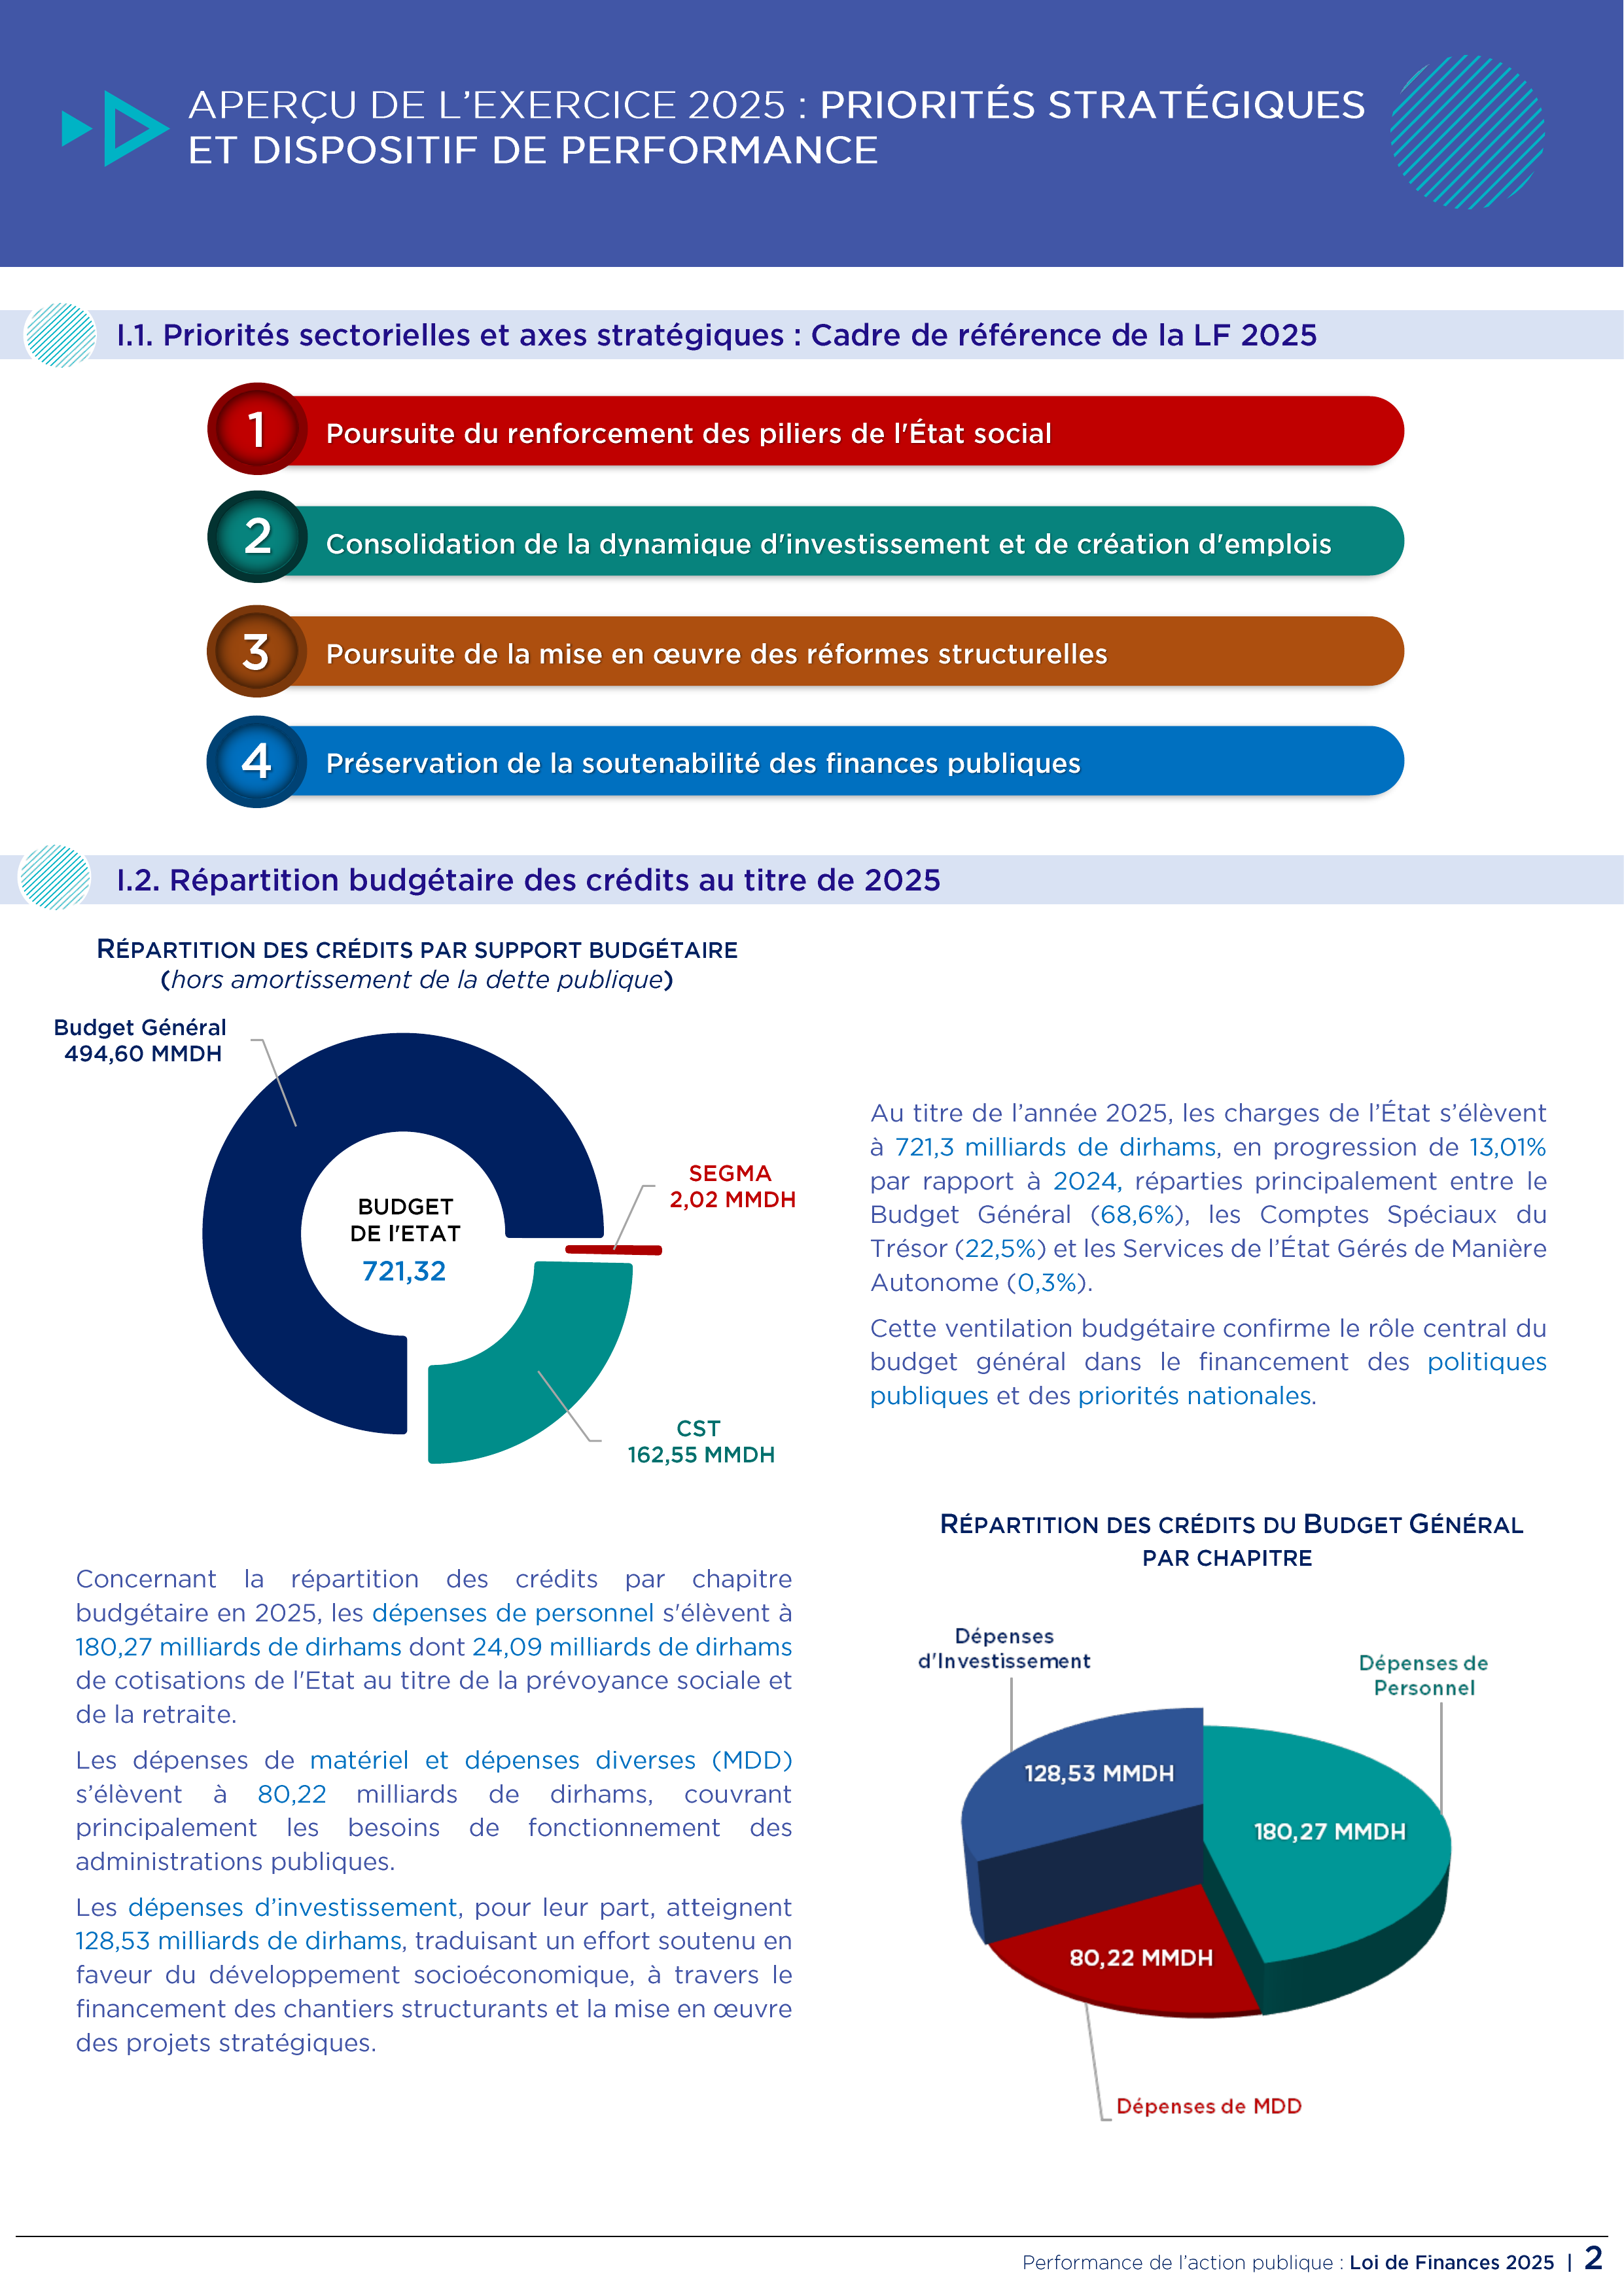 APERÇU DE L’EXERCICE 2025 : PRIORITÉS STRATÉGIQUES
ET DISPOSITIF DE PERFORMANCE
I.1. Priorités sectorielles et axes stratégiques : Cadre de référence de la LF 2025
1 Poursuite du renforcement des piliers de l'État social
2 Consolidation de la dynamique d'investissement et de création d'emplois
3 Poursuite de la mise en œuvre des réformes structurelles
4 Préservation de la soutenabilité des finances publiques
I.2. Répartition budgétaire des crédits au titre de 2025
RÉPARTITION DES CRÉDITS PAR SUPPORT BUDGÉTAIRE
(hors amortissement de la dette publique)
Budget Général
494,60 MMDH
SEGMA
2,02 MMDH
BUDGET
DE l'ETAT
721,32
CST
162,55 MMDH
Au titre de l’année 2025, les charges de l’État s’élèvent
à 721,3 milliards de dirhams, en progression de 13,01%
par rapport à 2024, réparties principalement entre le
Budget Général (68,6%), les Comptes Spéciaux du
Trésor (22,5%) et les Services de l’État Gérés de Manière
Autonome (0,3%).
Cette ventilation budgétaire confirme le rôle central du
budget général dans le financement des politiques
publiques et des priorités nationales.
Concernant la répartition des crédits par chapitre
budgétaire en 2025, les dépenses de personnel s'élèvent à
180,27 milliards de dirhams dont 24,09 milliards de dirhams
de cotisations de l'Etat au titre de la prévoyance sociale et
de la retraite.
Les dépenses de matériel et dépenses diverses (MDD)
s’élèvent à 80,22 milliards de dirhams, couvrant
principalement les besoins de fonctionnement des
administrations publiques.
Les dépenses d’investissement, pour leur part, atteignent
128,53 milliards de dirhams, traduisant un effort soutenu en
faveur du développement socioéconomique, à travers le
financement des chantiers structurants et la mise en œuvre
des projets stratégiques.
RÉPARTITION DES CRÉDITS DU BUDGET GÉNÉRAL
PAR CHAPITRE
Dépenses
d'Investissement
Dépenses de
Personnel
128,53 MMDH
180,27 MMDH
80,22 MMDH
Dépenses de MDD
Performance de l’action publique : Loi de Finances 2025 | 2